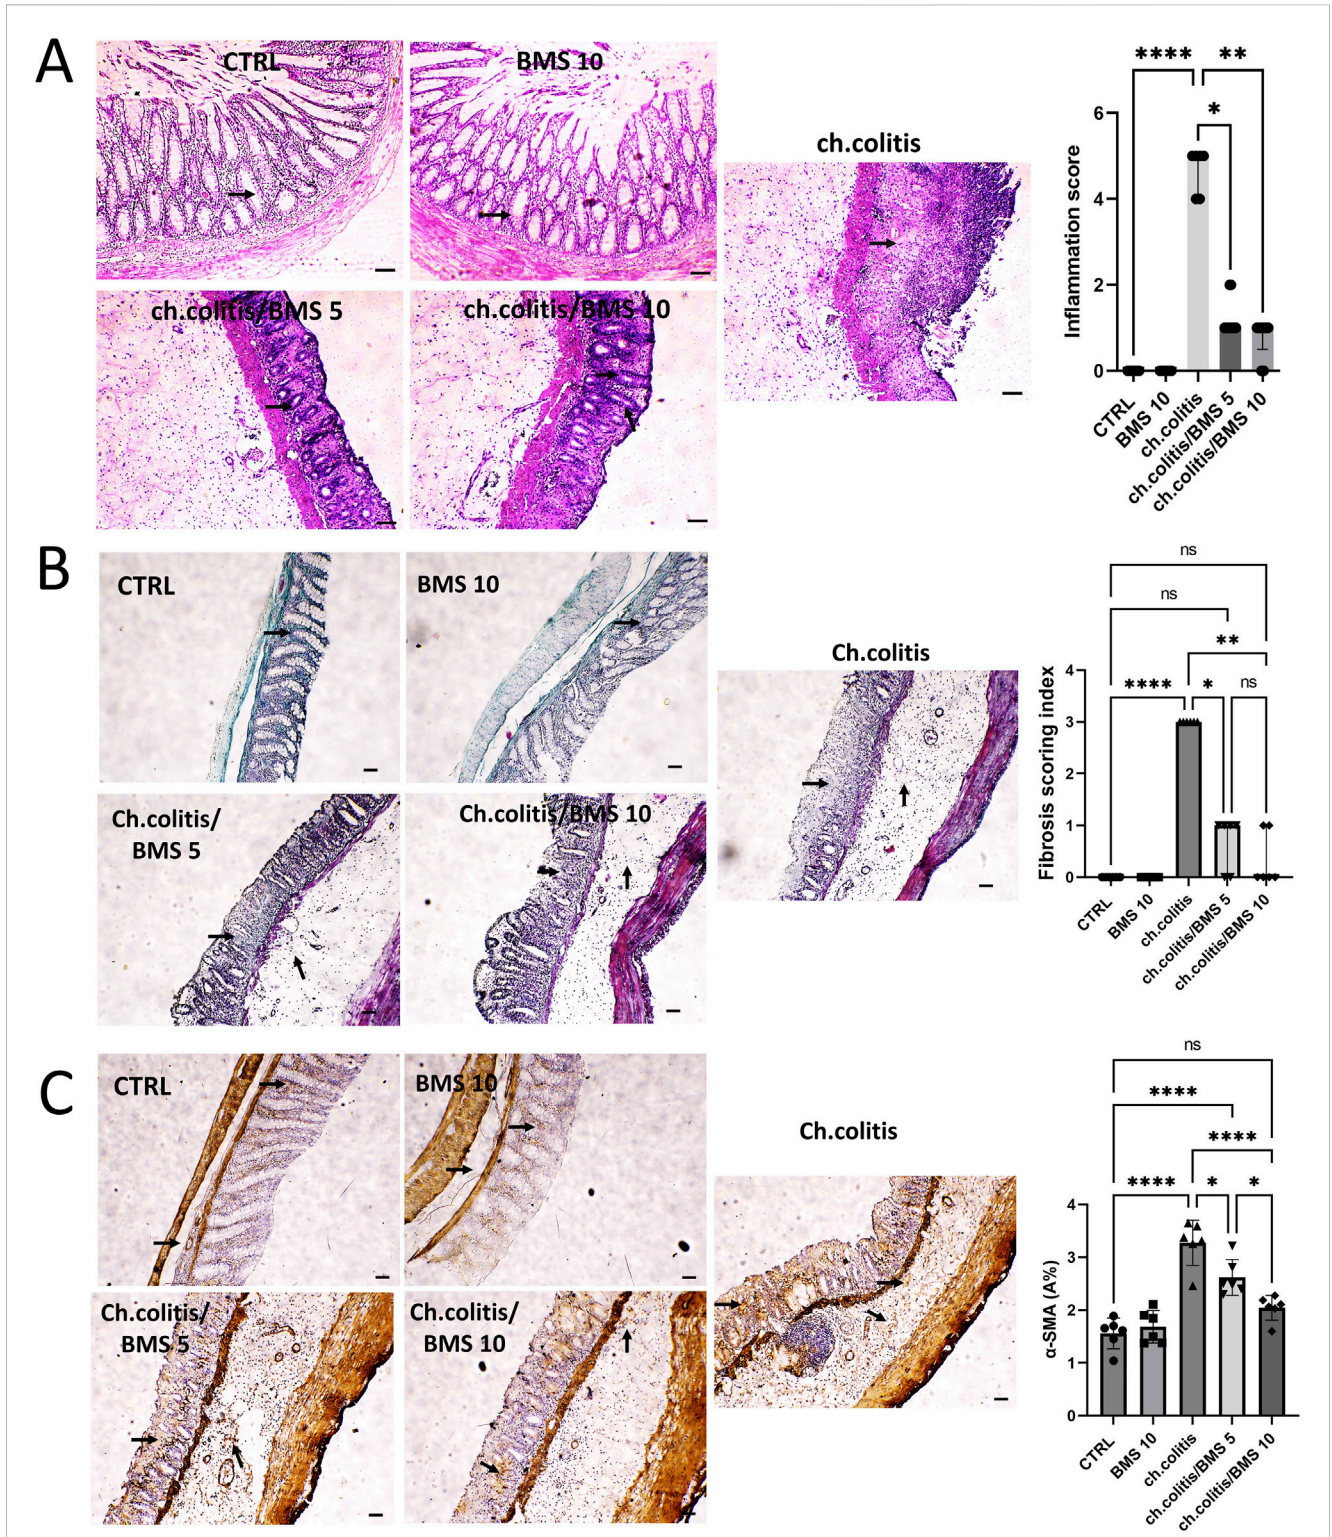 A
CTRL
BMS 10
ch.colitis
ch.colitis/BMS 5
ch.colitis/BMS 10
**** **
*
Inflammation score
6
4
2
0
CTRL
BMS 10
ch.colitis
ch.colitis/BMS 5
ch.colitis/BMS 10
B
CTRL
BMS 10
Ch.colitis
Ch.colitis/
BMS 5
Ch.colitis/BMS 10
ns
ns
**
**** * ns
Fibrosis scoring index
4
3
2
1
0
CTRL
BMS 10
ch.colitis
ch.colitis/BMS 5
ch.colitis/BMS 10
C
CTRL
BMS 10
Ch.colitis
Ch.colitis/
BMS 5
Ch.colitis/
BMS 10
ns
****
****
**** * *
α-SMA (A%)
4
3
2
1
0
CTRL
BMS 10
ch.colitis
ch.colitis/BMS 5
ch.colitis/BMS 10